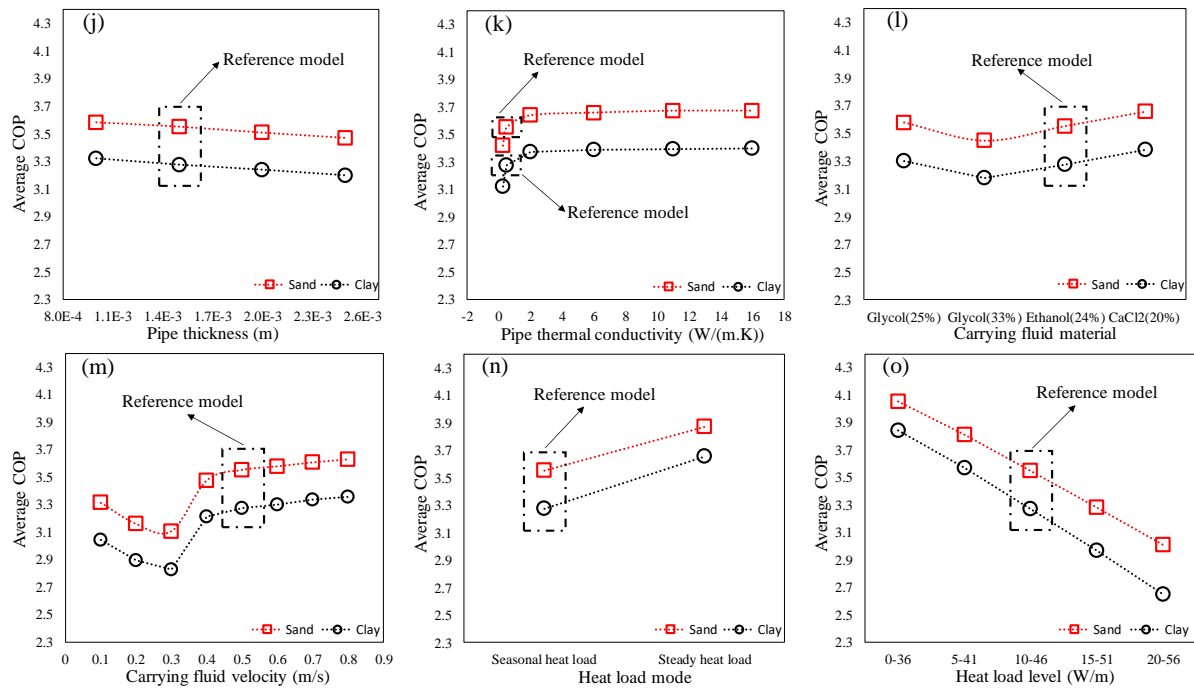 (j)
4.3
4.1
3.9
3.7
3.5
3.3
3.1
2.9
2.7
2.5
2.3
Average COP
Reference model
Sand Clay
8.0E-4 1.1E-3 1.4E-3 1.7E-3 2.0E-3 2.3E-3 2.6E-3
Pipe thickness (m)
(k)
4.3
4.1
3.9
3.7
3.5
3.3
3.1
2.9
2.7
2.5
2.3
Average COP
Reference model
Reference model
Sand Clay
-2 0 2 4 6 8 10 12 14 16 18
Pipe thermal conductivity (W/(m.K))
(l)
4.3
4.1
3.9
3.7
3.5
3.3
3.1
2.9
2.7
2.5
2.3
Average COP
Reference model
Sand Clay
Glycol(25%) Glycol(33%) Ethanol(24%) CaCl2(20%)
Carrying fluid material
(m)
4.3
4.1
3.9
3.7
3.5
3.3
3.1
2.9
2.7
2.5
2.3
Average COP
Reference model
Sand Clay
0 0.1 0.2 0.3 0.4 0.5 0.6 0.7 0.8 0.9
Carrying fluid velocity (m/s)
(n)
4.3
4.1
3.9
3.7
3.5
3.3
3.1
2.9
2.7
2.5
2.3
Average COP
Reference model
Sand Clay
Seasonal heat load Steady heat load
Heat load mode
(o)
4.3
4.1
3.9
3.7
3.5
3.3
3.1
2.9
2.7
2.5
2.3
Average COP
Reference model
Sand Clay
0-36 5-41 10-46 15-51 20-56
Heat load level (W/m)